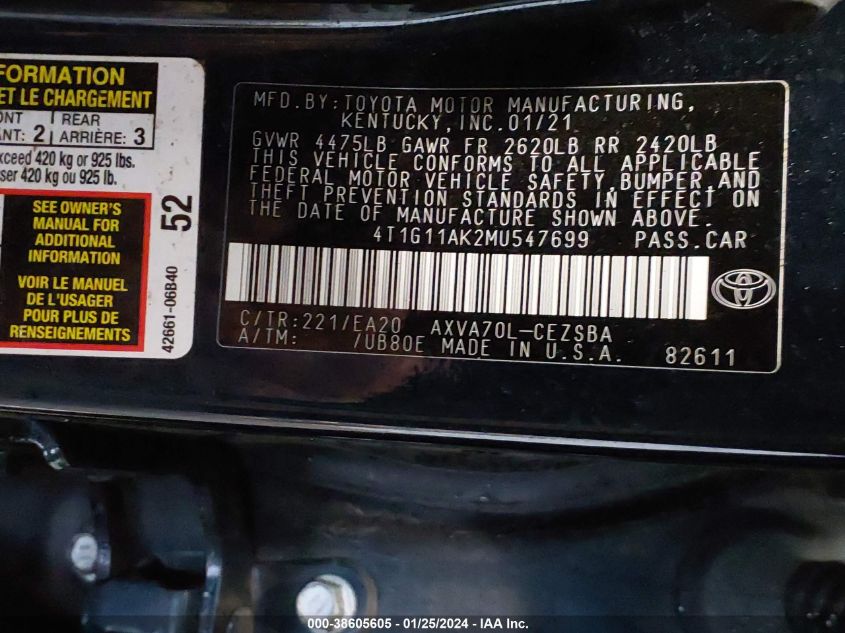 FORMATION
ET LE CHARGEMENT
REAR
ANT: 2 ARRIÈRE: 3
exceed 420 kg or 925 lbs.
ser 420 kg ou 925 lb.
SEE OWNER'S
MANUAL FOR
ADDITIONAL
INFORMATION
VOIR LE MANUEL
DE L'USAGER
POUR PLUS DE
RENSEIGNEMENTS
52
42661-06B40
MFD.BY:TOYOTA MOTOR MANUFACTURING,
KENTUCKY,INC.01/21
GVWR 4475LB GAWR FR 2620LB RR 2420LB
THIS VEHICLE CONFORMS TO ALL APPLICABLE
FEDERAL MOTOR VEHICLE SAFETY,BUMPER,AND
THEFT PREVENTION STANDARDS IN EFFECT ON
THE DATE OF MANUFACTURE SHOWN ABOVE.
4T1G11AK2MU547699 PASS.CAR
C/TR:221/EA20 AXVA70L-CEZSBA
A/TM: /UB80E MADE IN U.S.A. 82611
000-38605605 - 01/25/2024 - IAA Inc.